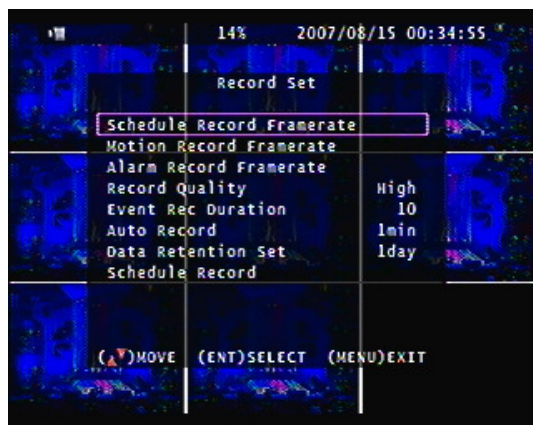 14% 2007/08/15 00:34:55
Record Set
Schedule Record Framerate
Motion Record Framerate
Alarm Record Framerate
Record Quality High
Event Rec Duration 10
Auto Record 1min
Data Retention Set 1day
Schedule Record
(▲▼)MOVE (ENT)SELECT (MENU)EXIT